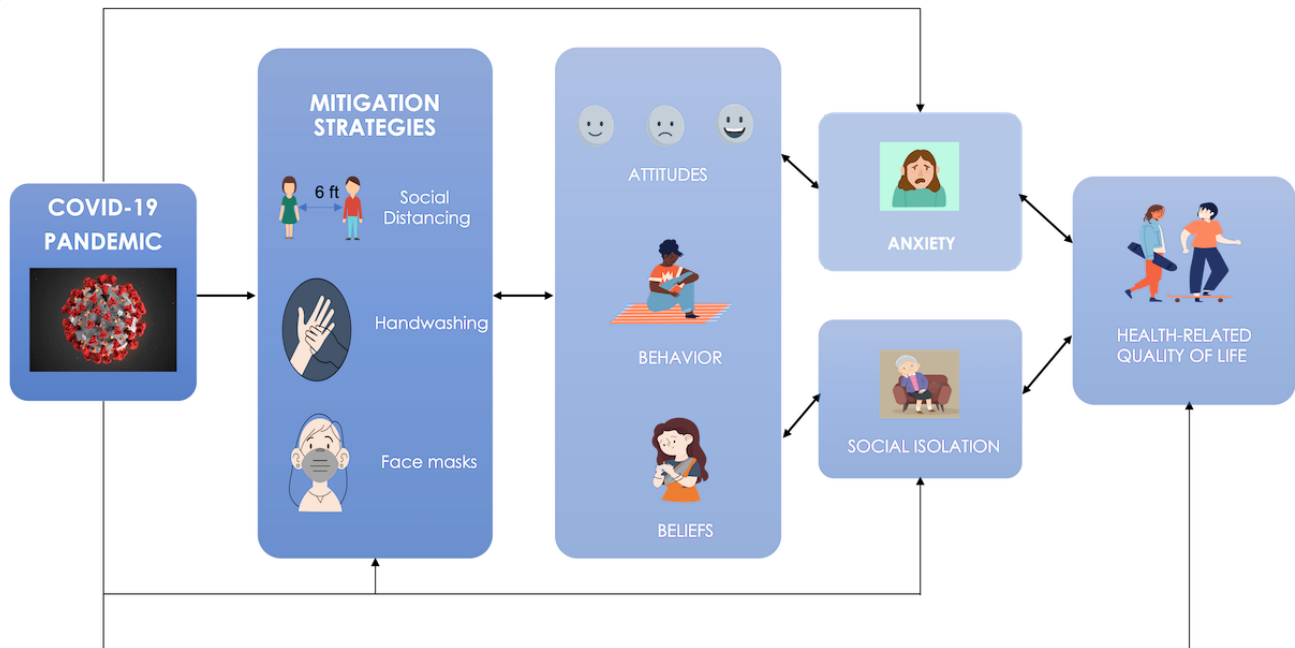 COVID-19
PANDEMIC
MITIGATION
STRATEGIES
6 ft
Social
Distancing
Handwashing
Face masks
ATTITUDES
BEHAVIOR
BELIEFS
ANXIETY
SOCIAL ISOLATION
HEALTH-RELATED
QUALITY OF LIFE